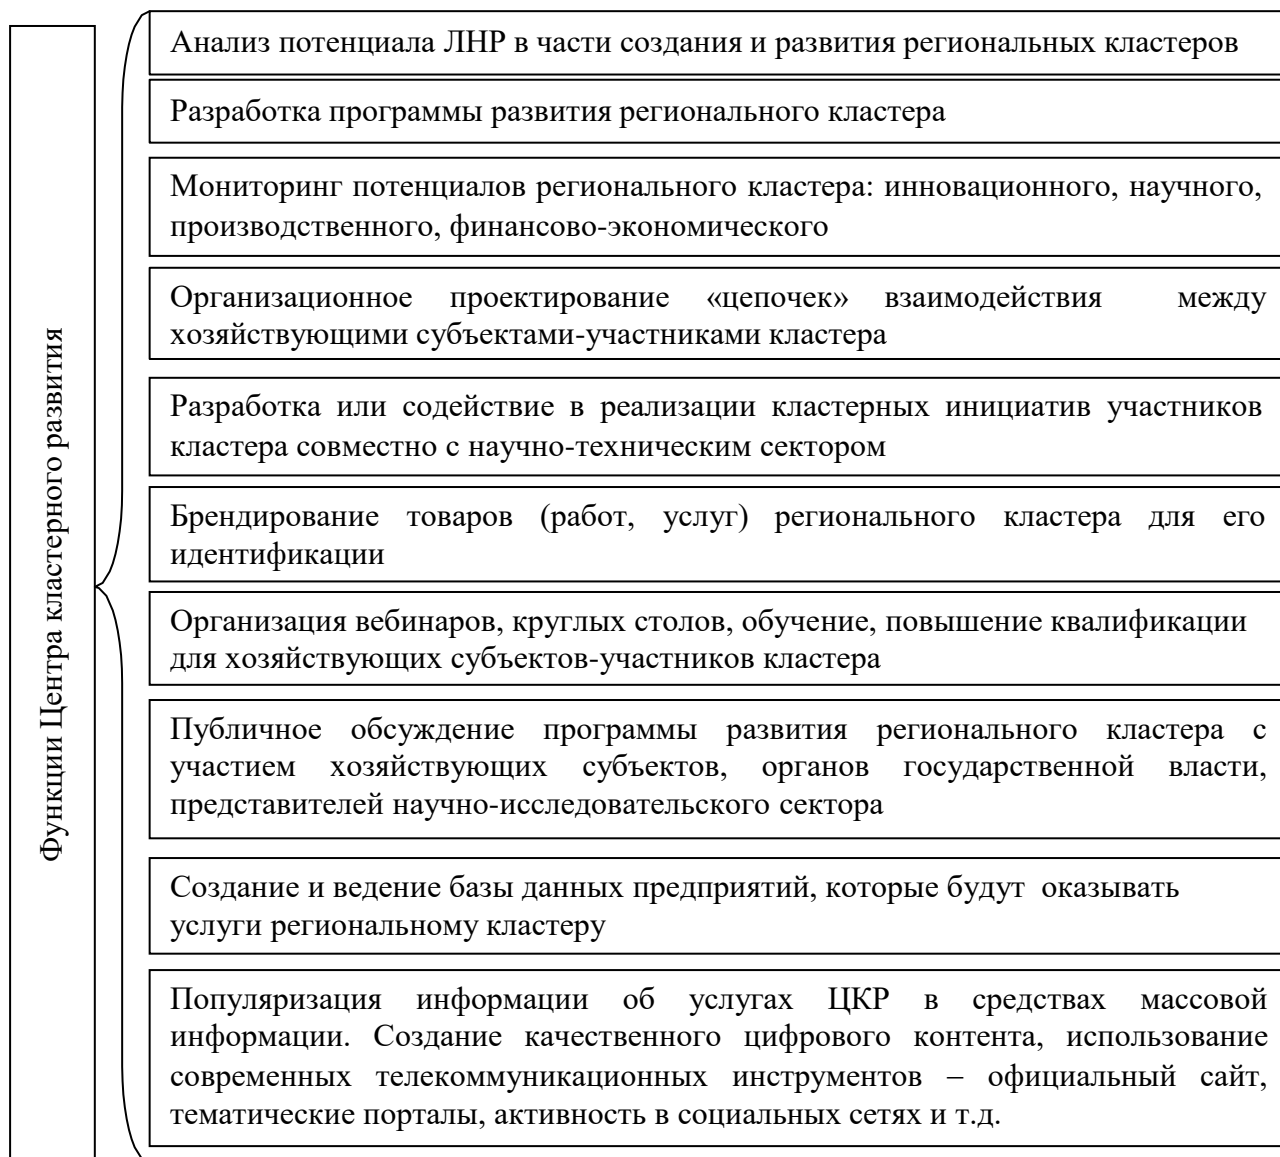 Функции Центра кластерного развития
Анализ потенциала ЛНР в части создания и развития региональных кластеров
Разработка программы развития регионального кластера
Мониторинг потенциалов регионального кластера: инновационного, научного,
производственного, финансово-экономического
Организационное проектирование «цепочек» взаимодействия между
хозяйствующими субъектами-участниками кластера
Разработка или содействие в реализации кластерных инициатив участников
кластера совместно с научно-техническим сектором
Брендирование товаров (работ, услуг) регионального кластера для его
идентификации
Организация вебинаров, круглых столов, обучение, повышение квалификации
для хозяйствующих субъектов-участников кластера
Публичное обсуждение программы развития регионального кластера с
участием хозяйствующих субъектов, органов государственной власти,
представителей научно-исследовательского сектора
Создание и ведение базы данных предприятий, которые будут оказывать
услуги региональному кластеру
Популяризация информации об услугах ЦКР в средствах массовой
информации. Создание качественного цифрового контента, использование
современных телекоммуникационных инструментов – официальный сайт,
тематические порталы, активность в социальных сетях и т.д.